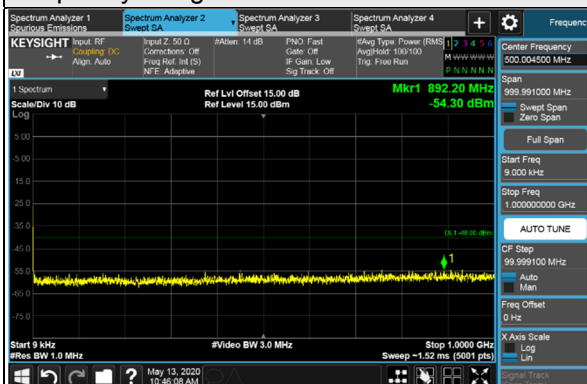 Spectrum Analyzer 1
Spurious Emissions
Spectrum Analyzer 2
Swept SA
Spectrum Analyzer 3
Swept SA
Spectrum Analyzer 4
Swept SA
+
Frequenc
KEYSIGHT
Input: RF
Coupling: DC
Align: Auto
Input Z: 50 Ω
Corrections: Off
Freq Ref: Int (S)
NFE: Adaptive
#Atten: 14 dB
PNO: Fast
Gate: Off
IF Gain: Low
Sig Track: Off
#Avg Type: Power (RMS
Avg|Hold: 100/100
Trig: Free Run
1 2 3 4 5 6
M W W W W W
P N N N N N
LXI
1 Spectrum
Scale/Div 10 dB
Log
Ref Lvl Offset 15.00 dB
Ref Level 15.00 dBm
Mkr1 892.20 MHz
-54.30 dBm
5.00
-5.00
-15.0
-25.0
-35.0
-45.0
-55.0
-65.0
-75.0
DL1 -48.00 dBm
1
Start 9 kHz
#Res BW 1.0 MHz
#Video BW 3.0 MHz
Stop 1.0000 G
Sweep ~1.52 ms (5001 pts)
Center Frequency
500.004500 MHz
Span
999.991000 MHz
Swept Span
Zero Span
Full Span
Start Freq
9.000 kHz
Stop Freq
1.000000000 GHz
AUTO TUNE
CF Step
99.999100 MHz
Auto
Man
Freq Offset
0 Hz
X Axis Scale
Log
Lin
Signal Track
May 13, 2020
10:46:08 AM